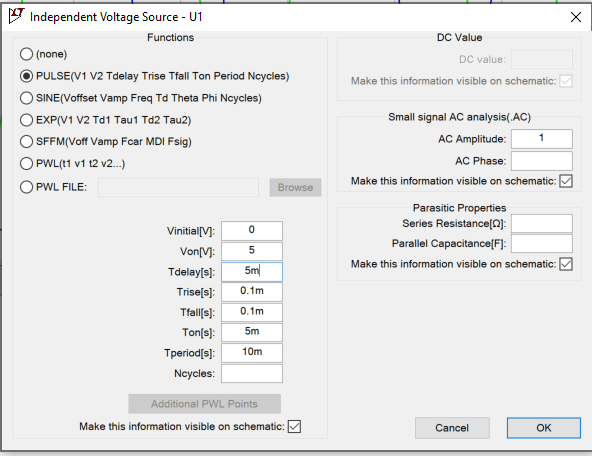 Independent Voltage Source - U1
Functions
(none)
PULSE(V1 V2 Tdelay Trise Tfall Ton Period Ncycles)
SINE(Voffset Vamp Freq Td Theta Phi Ncycles)
EXP(V1 V2 Td1 Tau1 Td2 Tau2)
SFFM(Voff Vamp Fcar MDI Fsig)
PWL(t1 v1 t2 v2...)
PWL FILE: Browse
Vinitial[V]: 0
Von[V]: 5
Tdelay[s]: 5m
Trise[s]: 0.1m
Tfall[s]: 0.1m
Ton[s]: 5m
Tperiod[s]: 10m
Ncycles:
Additional PWL Points
Make this information visible on schematic:
DC Value
DC value:
Make this information visible on schematic:
Small signal AC analysis(.AC)
AC Amplitude: 1
AC Phase:
Make this information visible on schematic:
Parasitic Properties
Series Resistance[Ω]:
Parallel Capacitance[F]:
Make this information visible on schematic:
Cancel OK